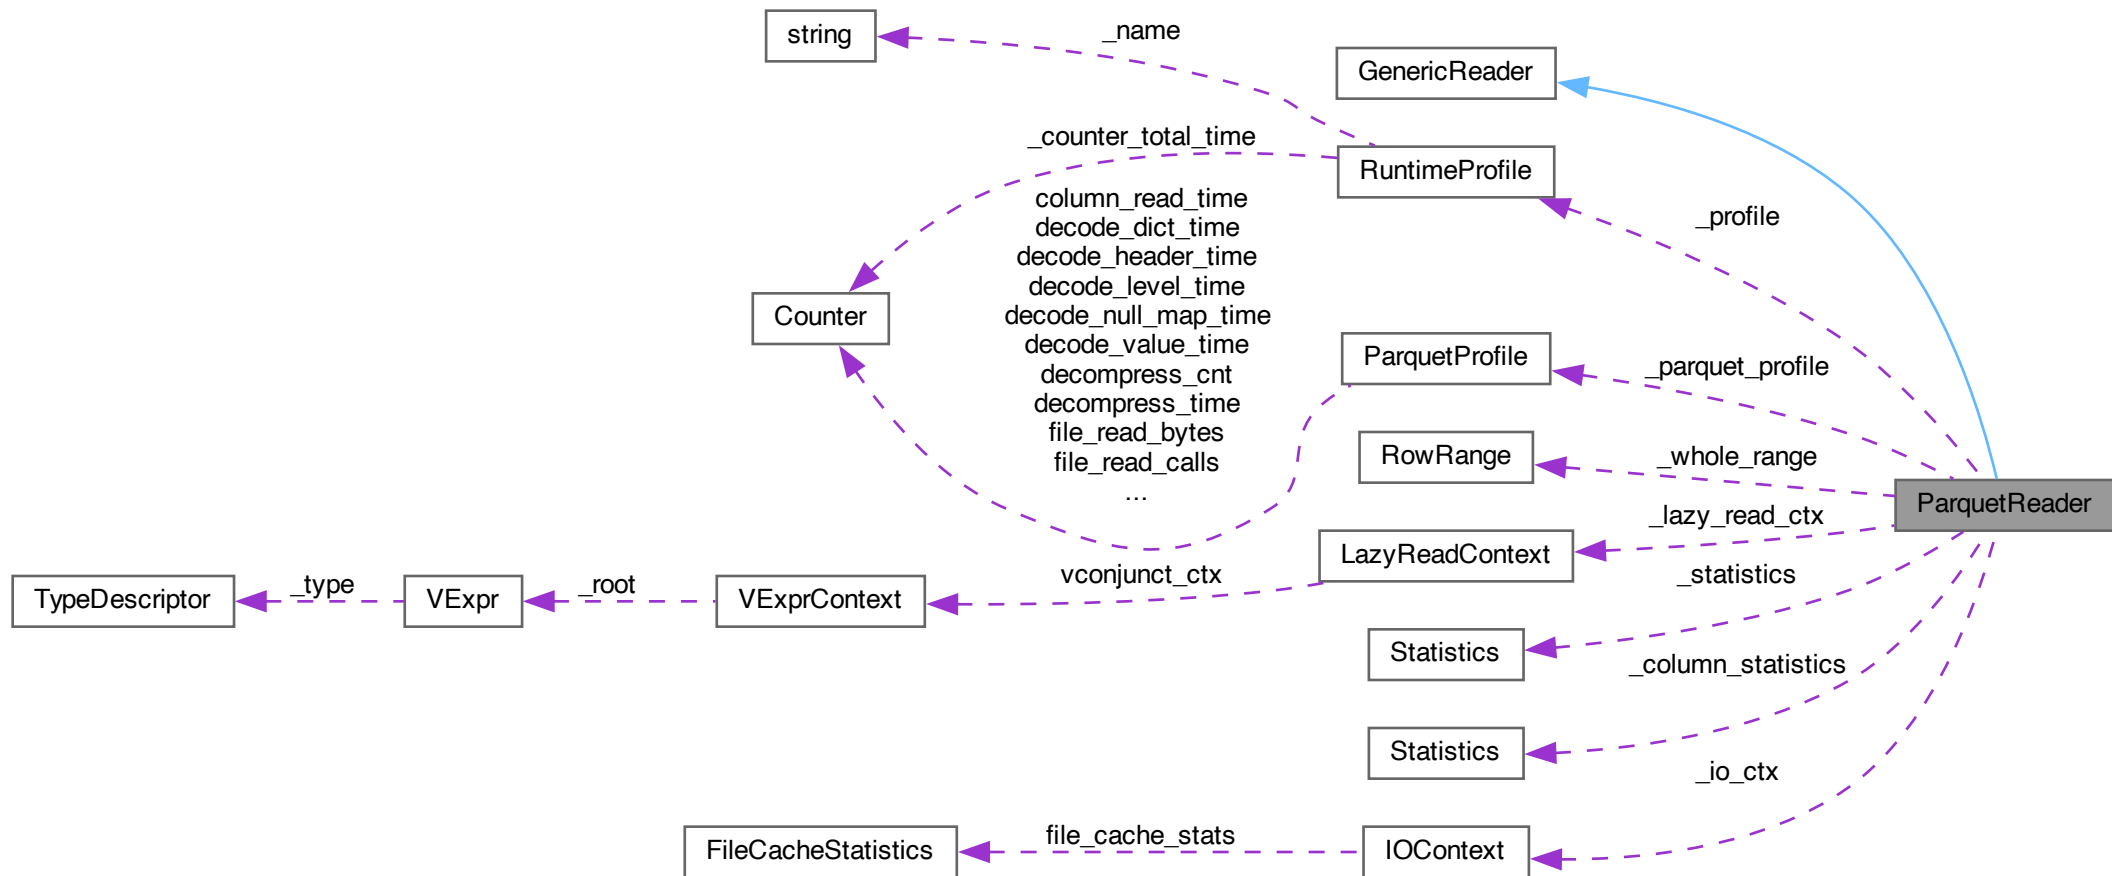 string
_name
GenericReader
_counter_total_time
RuntimeProfile
column_read_time
decode_dict_time
decode_header_time
decode_level_time
decode_null_map_time
decode_value_time
decompress_cnt
decompress_time
file_read_bytes
file_read_calls
...
_profile
Counter
ParquetProfile
_parquet_profile
RowRange
_whole_range
ParquetReader
LazyReadContext
_lazy_read_ctx
TypeDescriptor
_type
VExpr
_root
VExprContext
vconjunct_ctx
_statistics
Statistics
_column_statistics
Statistics
_io_ctx
FileCacheStatistics
file_cache_stats
IOContext